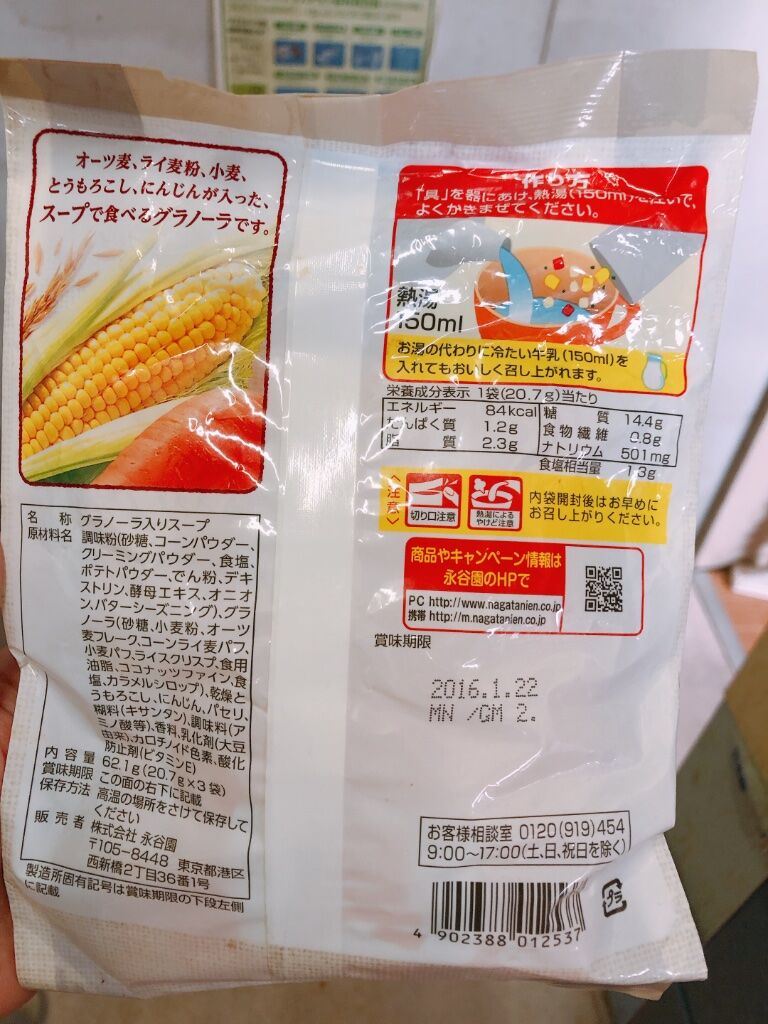 オーツ麦、ライ麦粉、小麦、
とうもろこし、にんじんが入った、
スープで食べるグラノーラです。
名 称 グラノーラ入りスープ
原材料名 調味粉(砂糖、コーンパウダー、
クリーミングパウダー、食塩、
ポテトパウダー、でん粉、デキ
ストリン、酵母エキス、オニオ
ン、バターシーズニング)、グラ
ノーラ(砂糖、小麦粉、オーツ
麦フレーク、コーンライ麦パフ、
小麦パフ、ライスクリスプ、食用
油脂、ココナッツファイン、食
塩、カラメルシロップ)、乾燥と
うもろこし、にんじん、パセリ、
糊料(キサンタン)、調味料(ア
ミノ酸等)、香料、乳化剤(大豆
由来)、カロチノイド色素、酸化
防止剤(ビタミンE)
内 容 量 62.1g(20.7g×3袋)
賞味期限 この面の右下に記載
保存方法 高温の場所をさけて保存して
ください
販 売 者 株式会社 永谷園
〒105-8448 東京都港区
西新橋2丁目36番1号
製造所固有記号は賞味期限の下段左側
に記載
作り方
「具」を器にあけ、熱湯(150ml)を注いで、
よくかきまぜてください。
熱湯
150ml
お湯の代わりに冷たい牛乳(150ml)を
入れてもおいしく召し上がれます。
栄養成分表示 1袋(20.7g)当たり
エネルギー 84kcal 糖 質 14.4g
たんぱく質 1.2g 食物繊維 0.8g
脂 質 2.3g ナトリウム 501mg
食塩相当量 1.3g
〈注意〉
切り口注意
熱湯による
やけど注意
内袋開封後はお早めに
お召し上がりください。
商品やキャンペーン情報は
永谷園のHPで
PC http://www.nagatanien.co.jp
携帯 http://m.nagatanien.co.jp
賞味期限
2016.1.22
MN /GM 2.
お客様相談室 0120(919)454
9:00~17:00(土、日、祝日を除く)
4 902388 012537
プラ